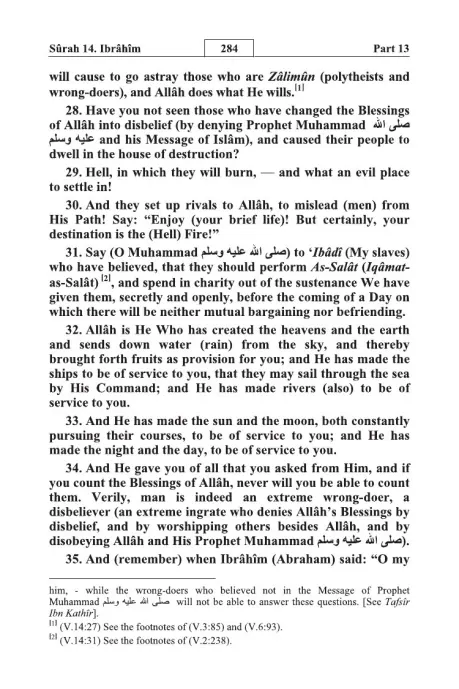 Sûrah 14. Ibrâhîm 284 Part 13
will cause to go astray those who are Zâlimûn (polytheists and
wrong-doers), and Allâh does what He wills.[1]
28. Have you not seen those who have changed the Blessings
of Allâh into disbelief (by denying Prophet Muhammad صلى الله
عليه وسلم and his Message of Islâm), and caused their people to
dwell in the house of destruction?
29. Hell, in which they will burn, — and what an evil place
to settle in!
30. And they set up rivals to Allâh, to mislead (men) from
His Path! Say: “Enjoy (your brief life)! But certainly, your
destination is the (Hell) Fire!”
31. Say (O Muhammad صلى الله عليه وسلم) to ‘Ibâdî (My slaves)
who have believed, that they should perform As-Salât (Iqâmat-
as-Salât) [2], and spend in charity out of the sustenance We have
given them, secretly and openly, before the coming of a Day on
which there will be neither mutual bargaining nor befriending.
32. Allâh is He Who has created the heavens and the earth
and sends down water (rain) from the sky, and thereby
brought forth fruits as provision for you; and He has made the
ships to be of service to you, that they may sail through the sea
by His Command; and He has made rivers (also) to be of
service to you.
33. And He has made the sun and the moon, both constantly
pursuing their courses, to be of service to you; and He has
made the night and the day, to be of service to you.
34. And He gave you of all that you asked from Him, and if
you count the Blessings of Allâh, never will you be able to count
them. Verily, man is indeed an extreme wrong-doer, a
disbeliever (an extreme ingrate who denies Allâh’s Blessings by
disbelief, and by worshipping others besides Allâh, and by
disobeying Allâh and His Prophet Muhammad صلى الله عليه وسلم).
35. And (remember) when Ibrâhîm (Abraham) said: “O my
him, - while the wrong-doers who believed not in the Message of Prophet
Muhammad صلى الله عليه وسلم will not be able to answer these questions. [See Tafsîr
Ibn Kathîr].
[1] (V.14:27) See the footnotes of (V.3:85) and (V.6:93).
[2] (V.14:31) See the footnotes of (V.2:238).